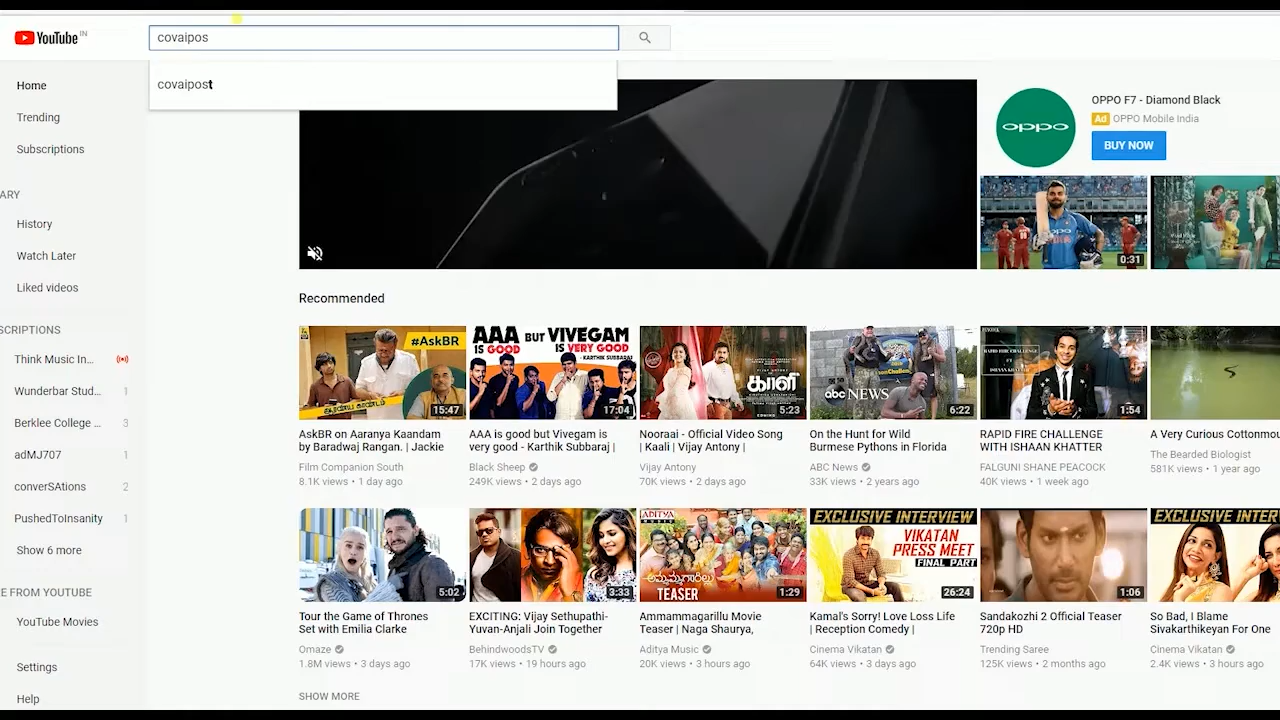 YouTube IN
covaipos
covaipost
Home
Trending
Subscriptions
ARY
History
Watch Later
Liked videos
SCRIPTIONS
Think Music In...
Wunderbar Stud... 1
Berklee College ... 3
adMJ707 1
converSAtions 2
PushedToInsanity 1
Show 6 more
E FROM YOUTUBE
YouTube Movies
Settings
Help
oppo
OPPO F7 - Diamond Black
Ad OPPO Mobile India
BUY NOW
oppo
0:31
Recommended
#AskBR
15:47
AskBR on Aaranya Kaandam
by Baradwaj Rangan. | Jackie
Film Companion South
8.1K views • 1 day ago
AAA BUT VIVEGAM
IS GOOD IS VERY GOOD
- KARTHIK SUBBARAJ
17:04
AAA is good but Vivegam is
very good - Karthik Subbaraj |
Black Sheep
249K views • 2 days ago
காளி
5:23
Nooraai - Official Video Song
| Kaali | Vijay Antony |
Vijay Antony
70K views • 2 days ago
abc NEWS
6:22
On the Hunt for Wild
Burmese Pythons in Florida
ABC News
33K views • 2 years ago
RAPID FIRE CHALLENGE
FT
ISHAAN KHATTER
1:54
RAPID FIRE CHALLENGE
WITH ISHAAN KHATTER
FALGUNI SHANE PEACOCK
40K views • 1 week ago
A Very Curious Cottonmou
The Bearded Biologist
581K views • 1 year ago
5:02
Tour the Game of Thrones
Set with Emilia Clarke
Omaze
1.8M views • 3 days ago
3:33
EXCITING: Vijay Sethupathi-
Yuvan-Anjali Join Together
BehindwoodsTV
17K views • 19 hours ago
ADITYA
MUSIC
అమ్మమ్మగారిల్లు
TEASER
1:29
Ammammagarillu Movie
Teaser | Naga Shaurya,
Aditya Music
20K views • 3 hours ago
EXCLUSIVE INTERVIEW
VIKATAN
PRESS MEET
FINAL PART
26:24
Kamal's Sorry! Love Loss Life
| Reception Comedy |
Cinema Vikatan
64K views • 3 days ago
1:06
Sandakozhi 2 Official Teaser
720p HD
Trending Saree
125K views • 2 months ago
EXCLUSIVE INTER
So Bad, I Blame
Sivakarthikeyan For One
Cinema Vikatan
2.4K views • 3 hours ago
SHOW MORE